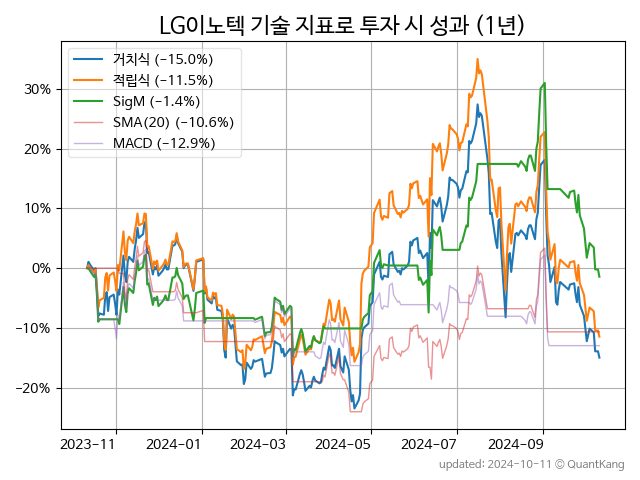 LG이노텍 기술 지표로 투자 시 성과 (1년)
거치식 (−15.0%)
적립식 (−11.5%)
SigM (−1.4%)
SMA(20) (−10.6%)
MACD (−12.9%)
30%
20%
10%
0%
−10%
−20%
2023-11 2024-01 2024-03 2024-05 2024-07 2024-09
updated: 2024-10-11 © QuantKang